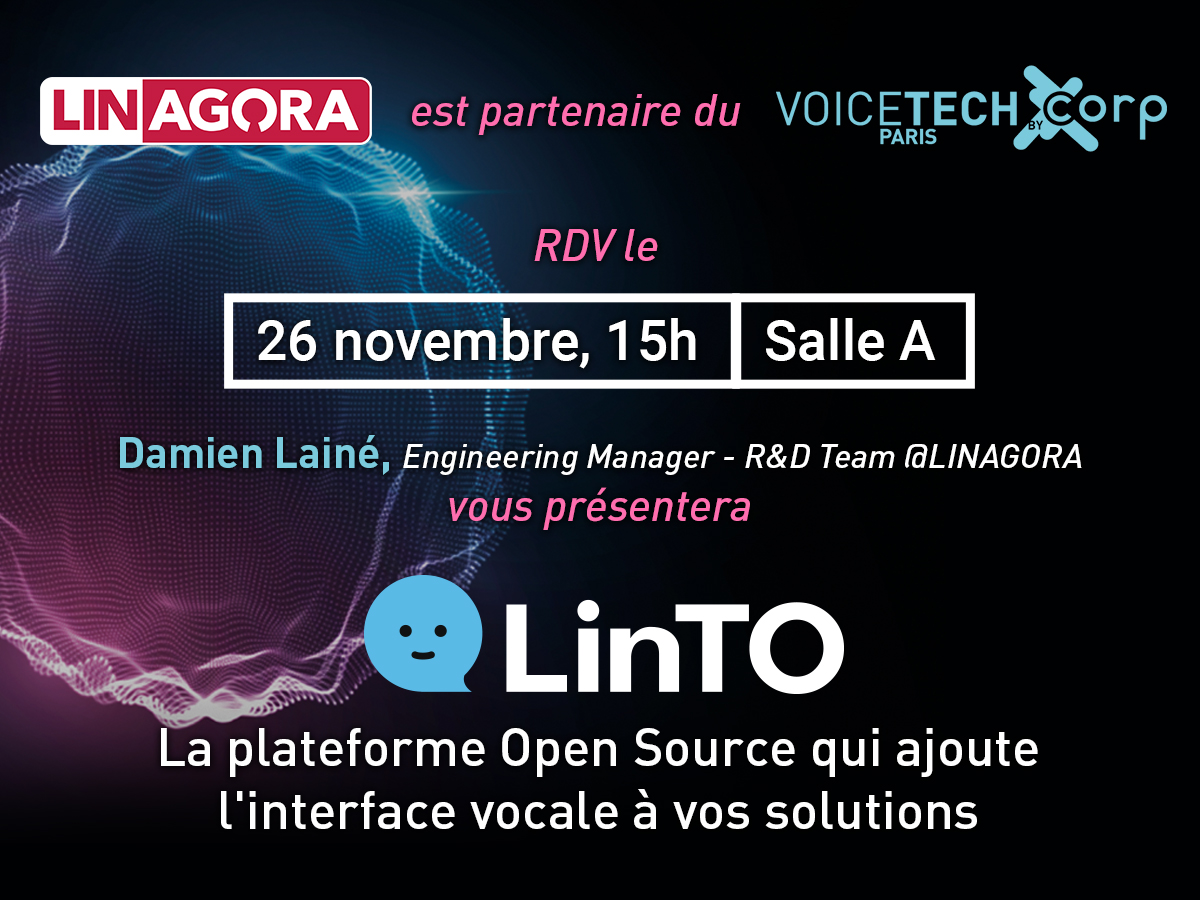 LINAGORA est partenaire du VOICETECH PARIS BY Xcorp
RDV le
26 novembre, 15h Salle A
Damien Lainé, Engineering Manager - R&D Team @LINAGORA
vous présentera
LinTO
La plateforme Open Source qui ajoute
l'interface vocale à vos solutions